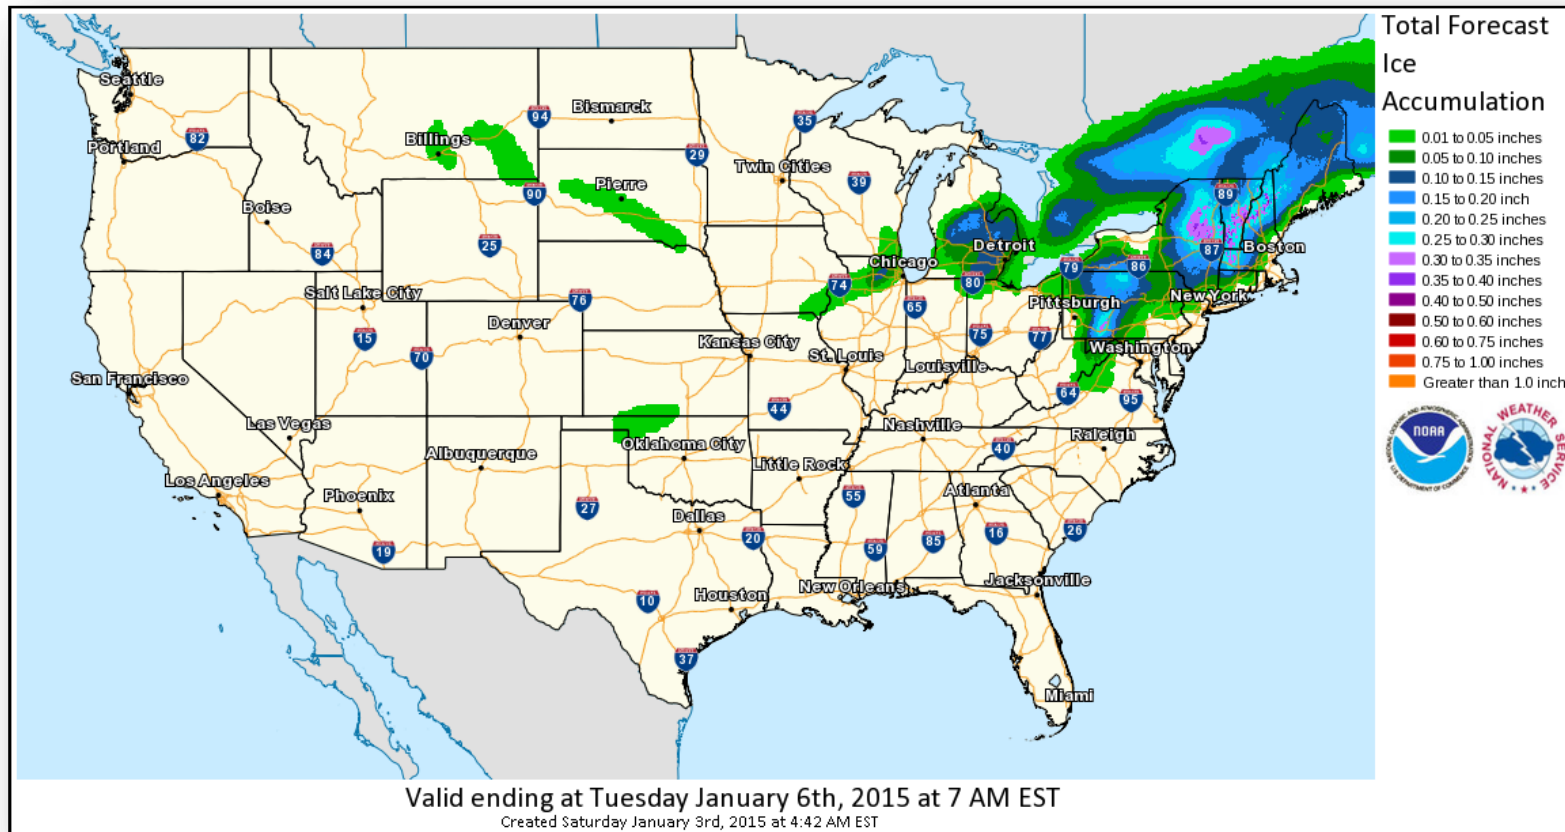 Total Forecast
Ice
Accumulation
0.01 to 0.05 inches
0.05 to 0.10 inches
0.10 to 0.15 inches
0.15 to 0.20 inch
0.20 to 0.25 inches
0.25 to 0.30 inches
0.30 to 0.35 inches
0.35 to 0.40 inches
0.40 to 0.50 inches
0.50 to 0.60 inches
0.60 to 0.75 inches
0.75 to 1.00 inches
Greater than 1.0 inch
NOAA
NATIONAL WEATHER SERVICE
Seattle
Portland
82
Billings
94
Bismarck
35
29
Twin Cities
39
Boise
90
Pierre
89
84
25
Detroit
87
Boston
Chicago
79
86
Salt Lake City
76
74
80
65
Pittsburgh
New York
15
Denver
70
Kansas City
St. Louis
75
77
Washington
Louisville
San Francisco
64
95
44
Las Vegas
Nashville
Raleigh
Albuquerque
Oklahoma City
40
Little Rock
Los Angeles
Phoenix
27
55
Atlanta
Dallas
20
59
85
16
26
19
Jacksonville
10
Houston
New Orleans
37
Miami
Valid ending at Tuesday January 6th, 2015 at 7 AM EST
Created Saturday January 3rd, 2015 at 4:42 AM EST